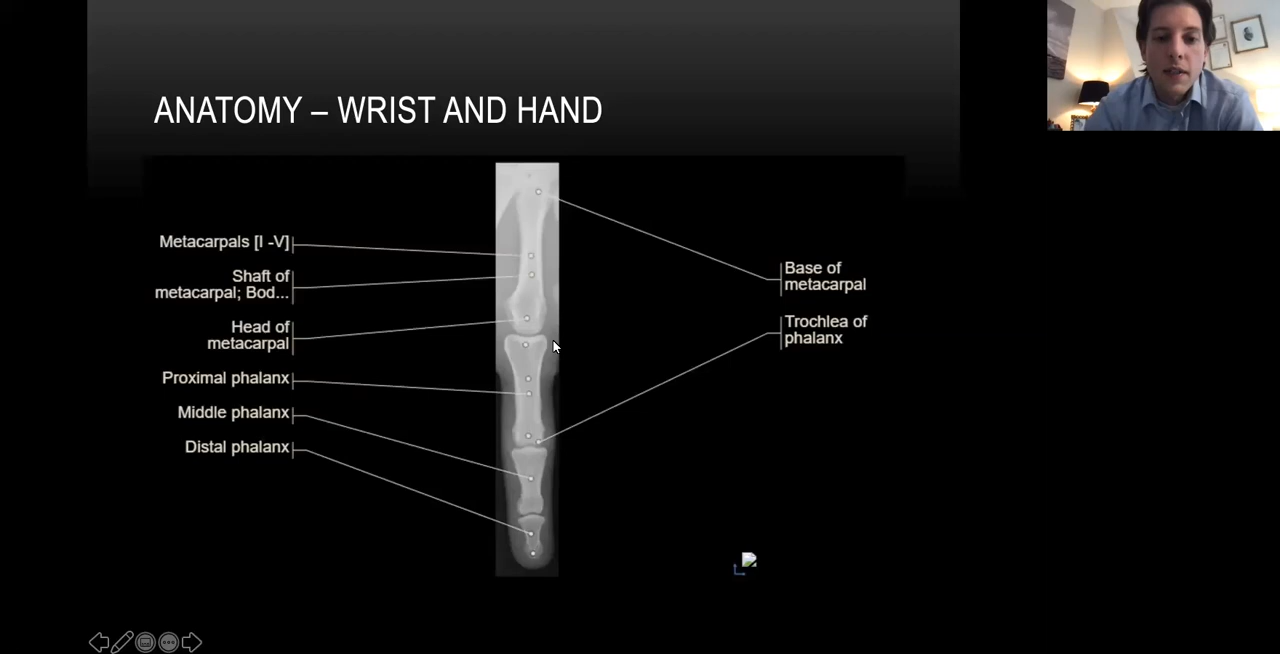 ANATOMY – WRIST AND HAND
Metacarpals [I -V]
Shaft of
metacarpal; Bod...
Head of
metacarpal
Proximal phalanx
Middle phalanx
Distal phalanx
Base of
metacarpal
Trochlea of
phalanx